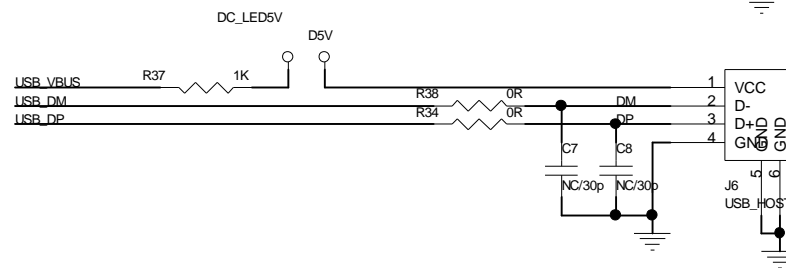 DC_LED5V
D5V
USB_VBUS R37 1K 1 VCC
USB_DM R38 0R DM 2 D-
USB_DP R34 0R DP 3 D+
4 GND
GND
GND
C7 C8
NC/30p NC/30p
5 6
J6
USB_HOST